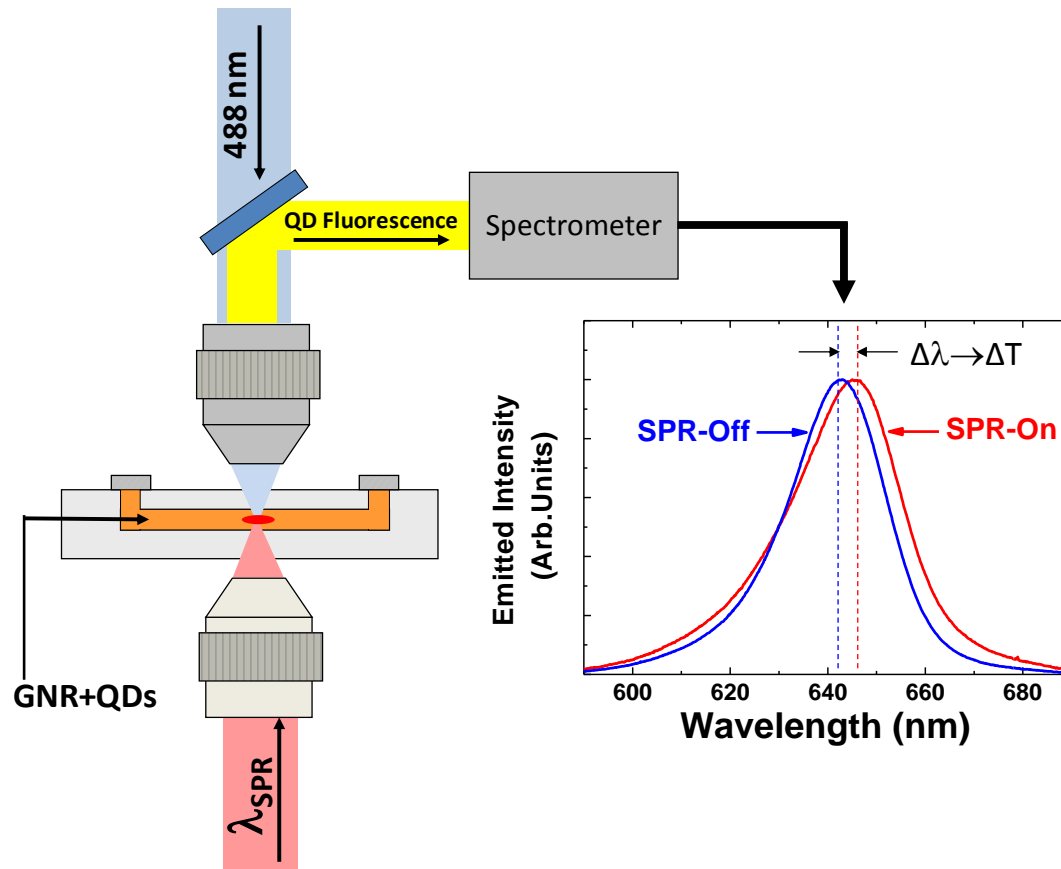 488 nm
QD Fluorescence
Spectrometer
GNR+QDs
λSPR
Δλ→ΔT
SPR-Off
SPR-On
Emitted Intensity
(Arb.Units)
600 620 640 660 680
Wavelength (nm)